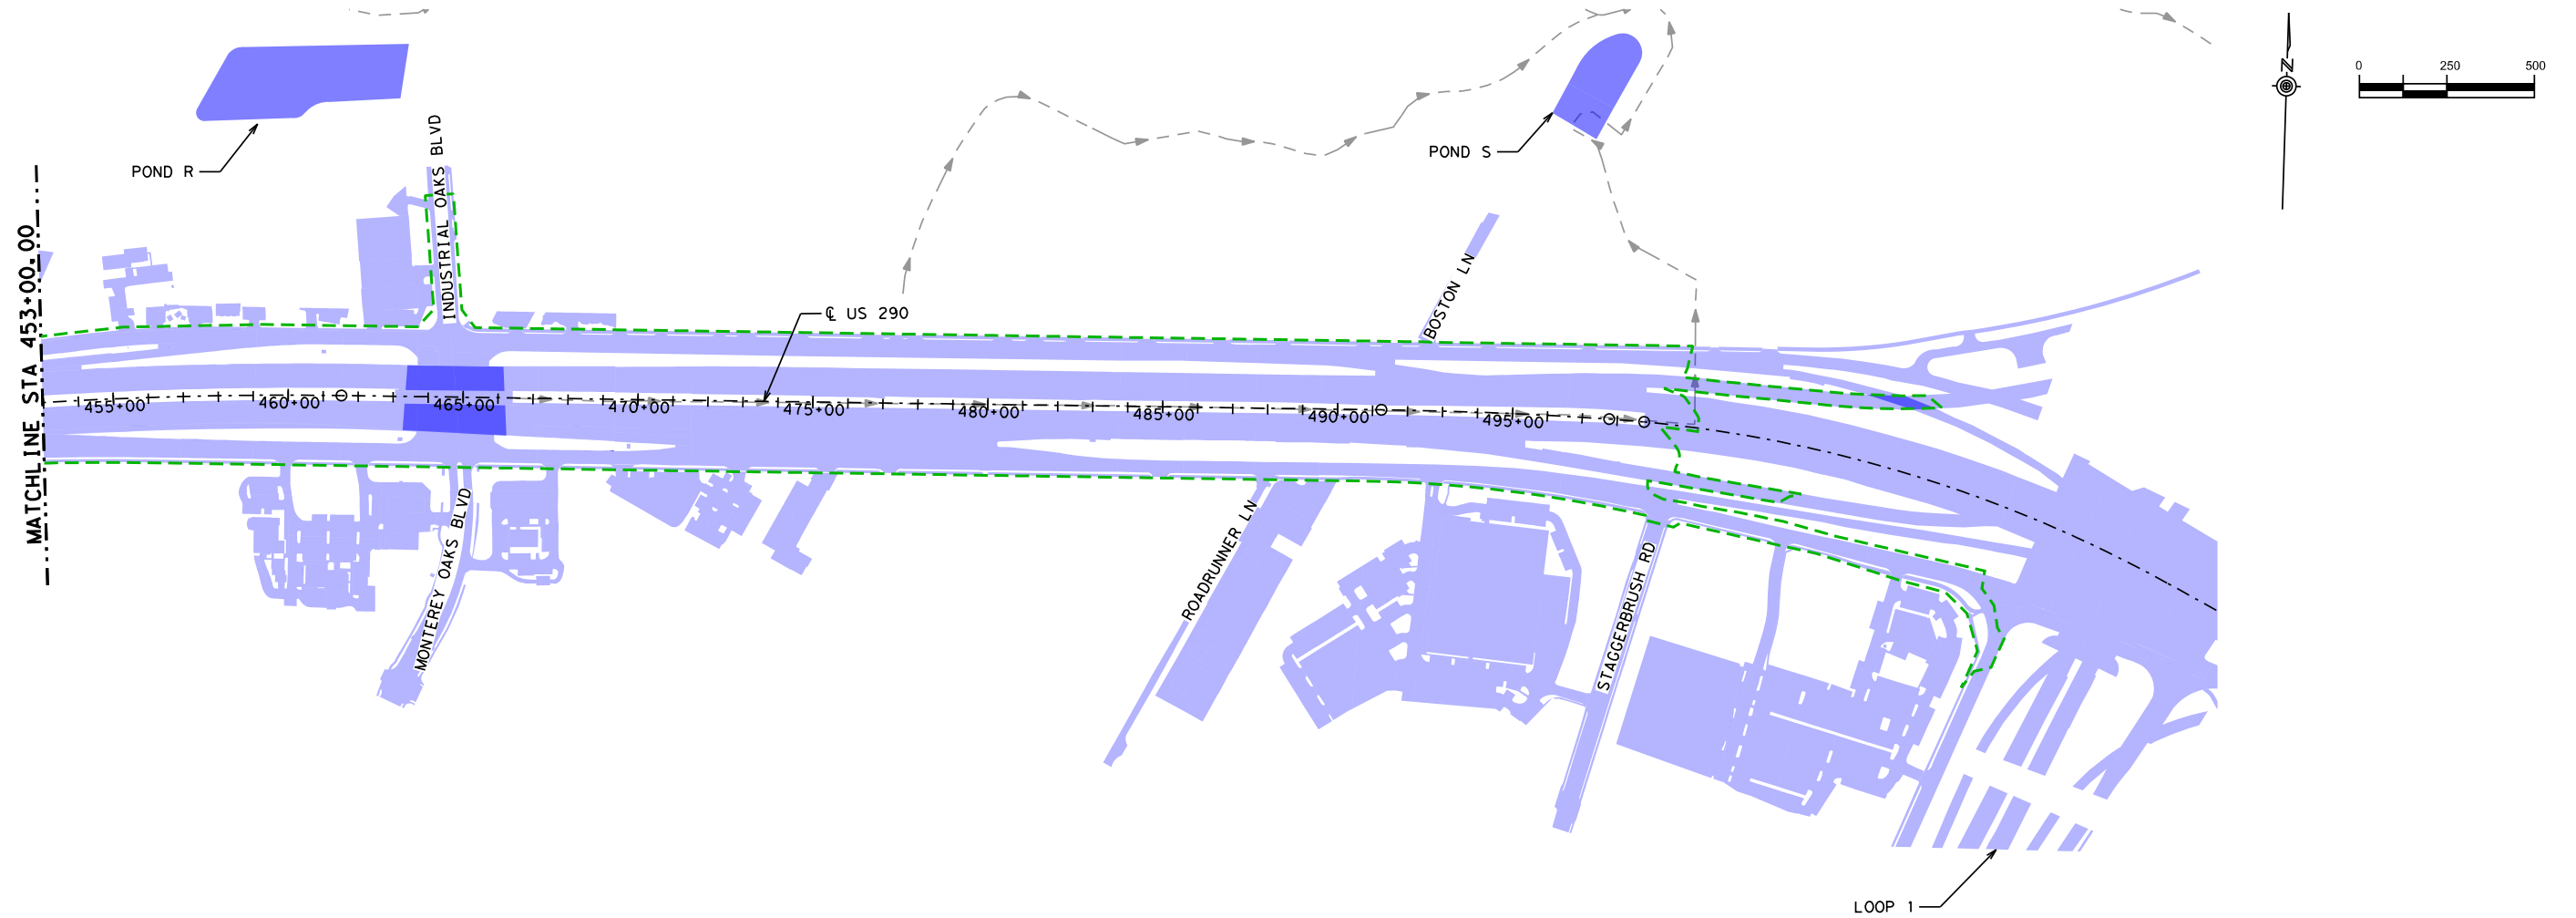 N
0 250 500
POND R
POND S
INDUSTRIAL OAKS BLVD
MATCHLINE STA 453+00.00
BOSTON LN
℄ US 290
455+00 460+00 465+00 470+00 475+00 480+00 485+00 490+00 495+00
MONTEREY OAKS BLVD
ROADRUNNER LN
STAGGERBRUSH RD
LOOP 1